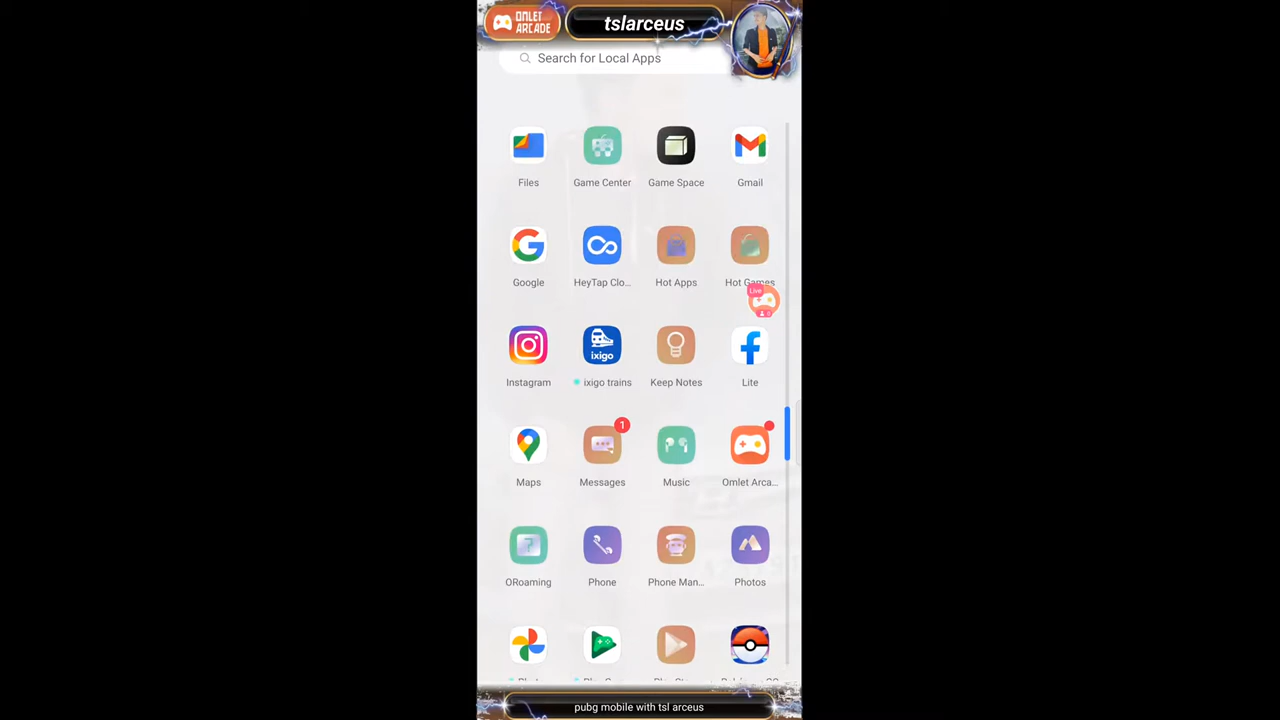 OMLET
ARCADE
tslarceus
Search for Local Apps
Files
Game Center
Game Space
Gmail
Google
HeyTap Clo...
Hot Apps
Hot Games
Live
Instagram
ixigo
ixigo trains
Keep Notes
Lite
Maps
1
Messages
Music
Omlet Arca...
ORoaming
Phone
Phone Man...
Photos
pubg mobile with tsl arceus